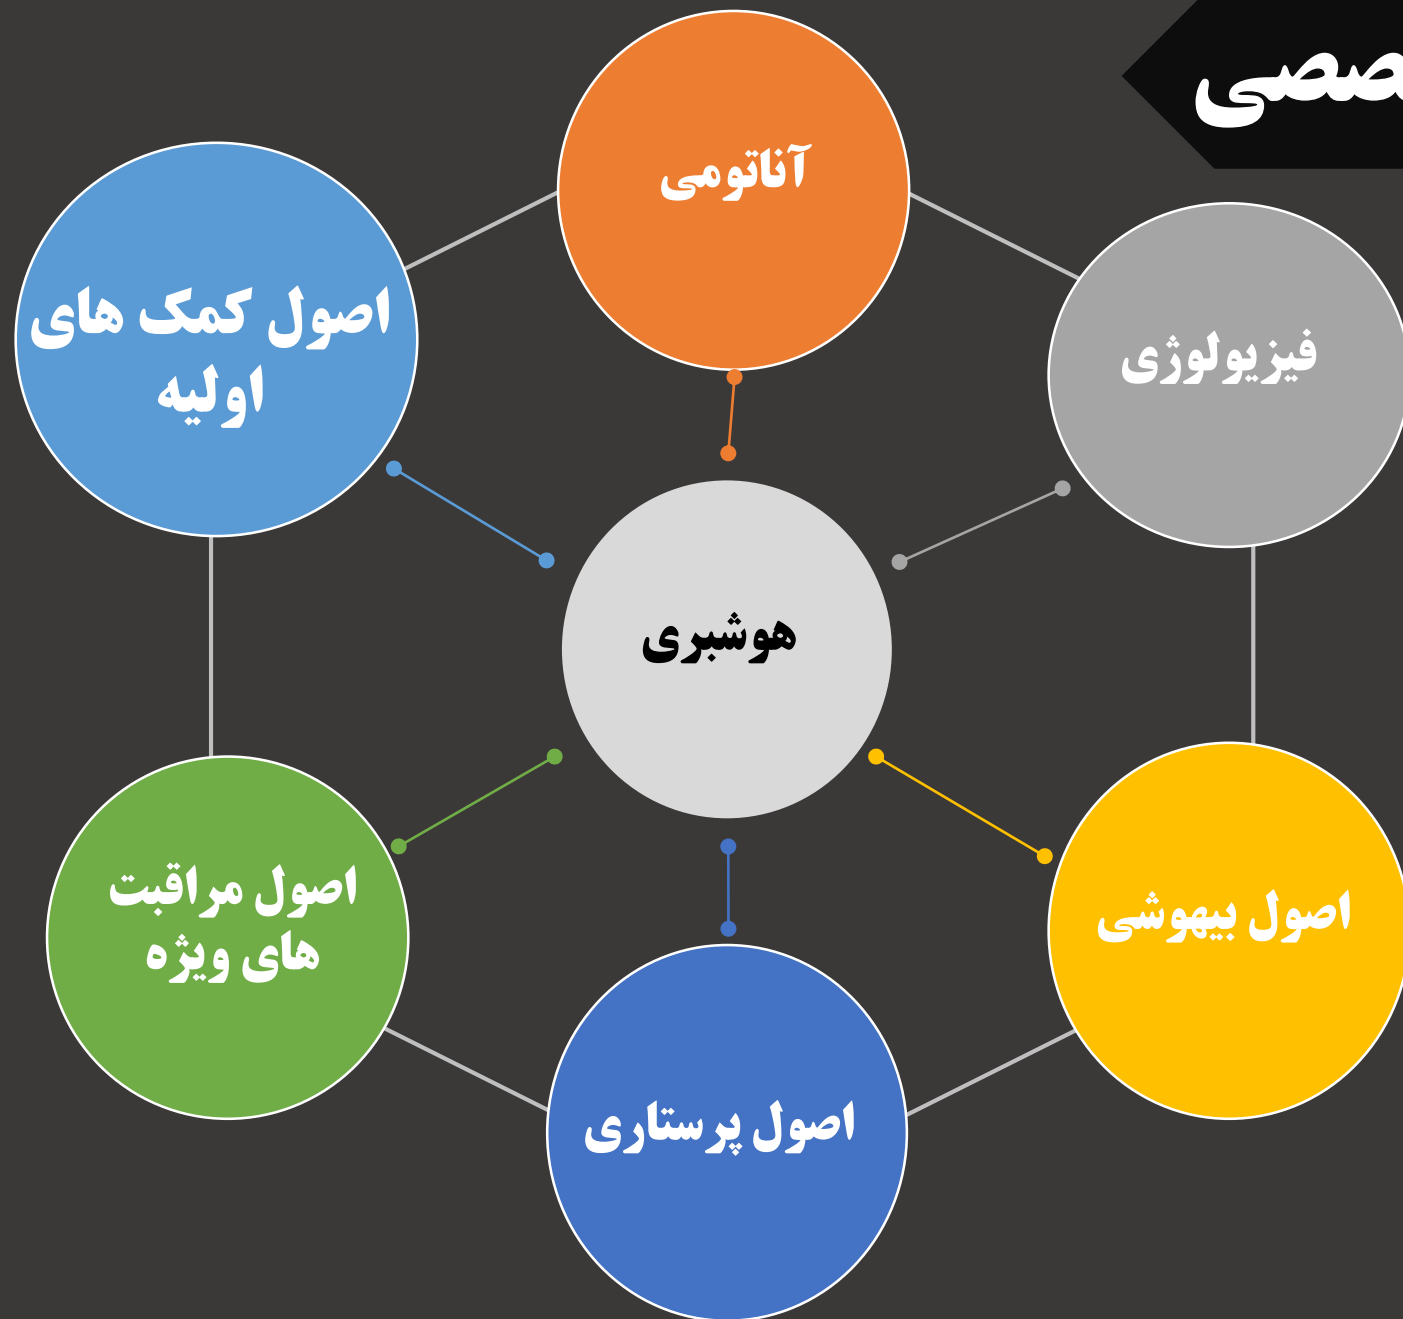 آناتومی
فیزیولوژی
اصول کمک های
اولیه
هوشبری
اصول بیهوشی
اصول مراقبت
های ویژه
اصول پرستاری